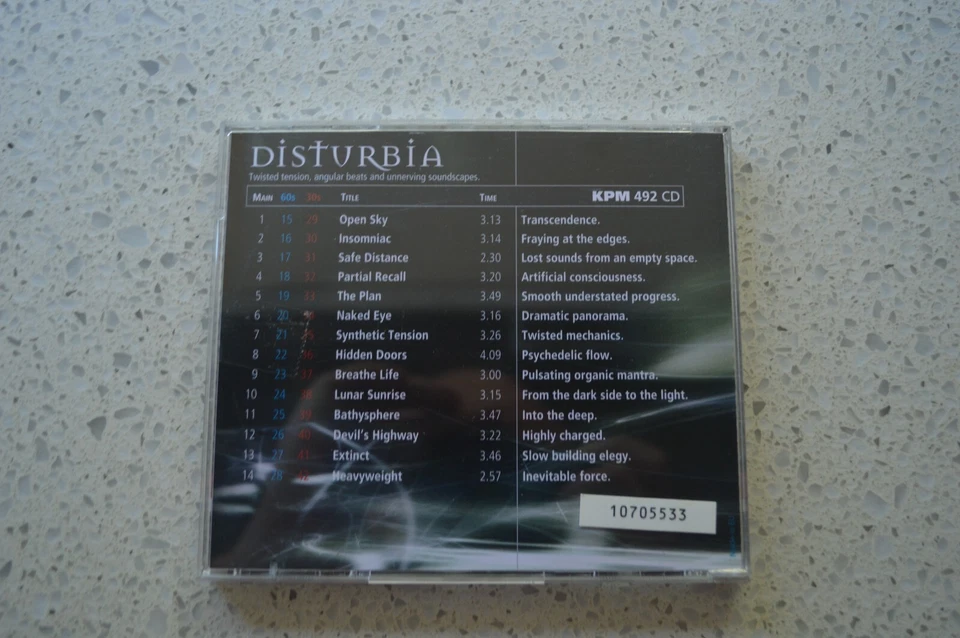 DISTURBIA
Twisted tension, angular beats and unnerving soundscapes.
MAIN 60s 30s TITLE TIME KPM 492 CD
1 15 29 Open Sky 3.13 Transcendence.
2 16 30 Insomniac 3.14 Fraying at the edges.
3 17 31 Safe Distance 2.30 Lost sounds from an empty space.
4 18 32 Partial Recall 3.20 Artificial consciousness.
5 19 33 The Plan 3.49 Smooth understated progress.
6 20 Naked Eye 3.16 Dramatic panorama.
7 21 Synthetic Tension 3.26 Twisted mechanics.
8 22 36 Hidden Doors 4.09 Psychedelic flow.
9 23 37 Breathe Life 3.00 Pulsating organic mantra.
10 24 38 Lunar Sunrise 3.15 From the dark side to the light.
11 25 39 Bathysphere 3.47 Into the deep.
12 26 40 Devil's Highway 3.22 Highly charged.
13 27 41 Extinct 3.46 Slow building elegy.
14 28 42 Heavyweight 2.57 Inevitable force.
10705533